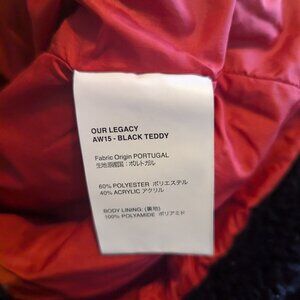 OUR LEGACY
AW15 - BLACK TEDDY
Fabric Origin PORTUGAL
生地原産国:ポルトガル
60% POLYESTER ポリエステル
40% ACRYLIC アクリル
BODY LINING: (裏地)
100% POLYAMIDE ポリアミド